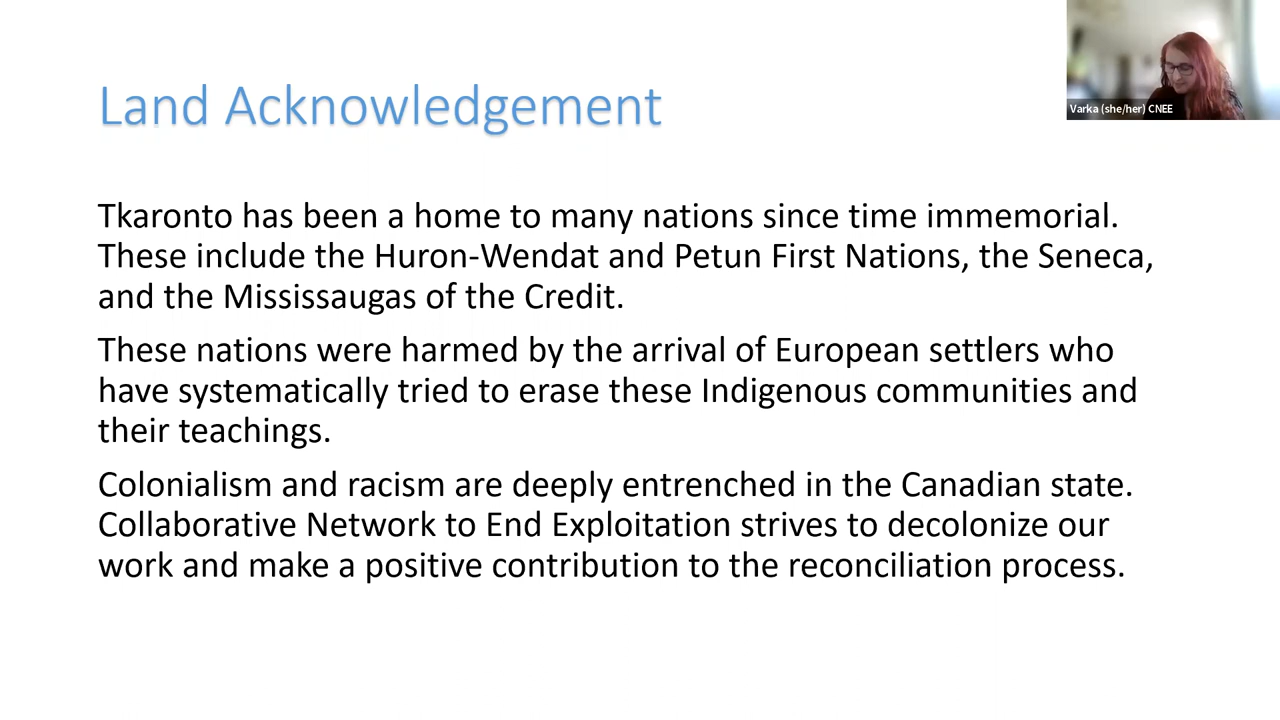 Land Acknowledgement
Varka (she/her) CNEE
Tkaronto has been a home to many nations since time immemorial.
These include the Huron-Wendat and Petun First Nations, the Seneca,
and the Mississaugas of the Credit.
These nations were harmed by the arrival of European settlers who
have systematically tried to erase these Indigenous communities and
their teachings.
Colonialism and racism are deeply entrenched in the Canadian state.
Collaborative Network to End Exploitation strives to decolonize our
work and make a positive contribution to the reconciliation process.